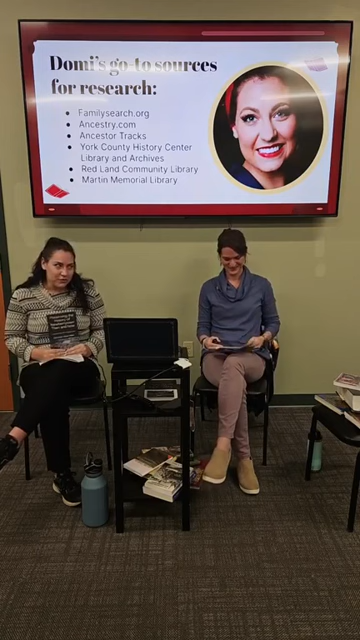 Domi's go-to sources
for research:
Familysearch.org
Ancestry.com
Ancestor Tracks
York County History Center
Library and Archives
Red Land Community Library
Martin Memorial Library